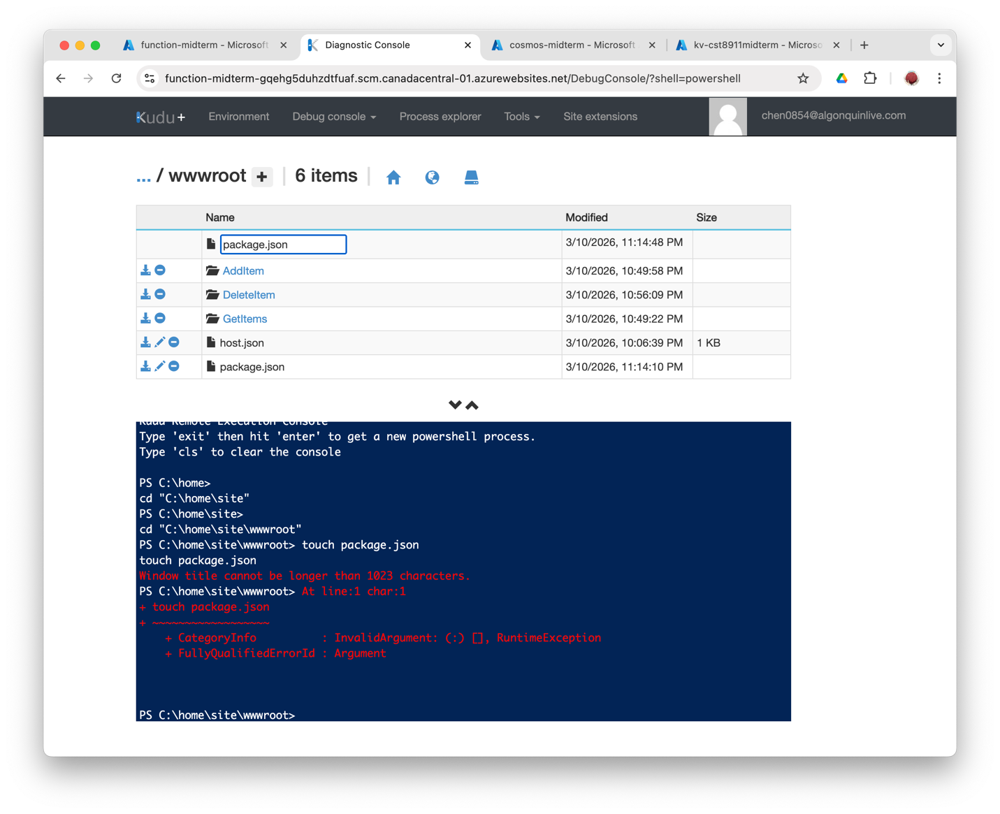 function-midterm - Microsoft
Diagnostic Console
cosmos-midterm - Microsoft
kv-cst8911midterm - Microso
function-midterm-gqehg5duhzdtfuaf.scm.canadacentral-01.azurewebsites.net/DebugConsole/?shell=powershell
Kudu+ Environment Debug console Process explorer Tools Site extensions chen0854@algonquinlive.com
... / wwwroot + | 6 items |
Name Modified Size
package.json 3/10/2026, 11:14:48 PM
AddItem 3/10/2026, 10:49:58 PM
DeleteItem 3/10/2026, 10:56:09 PM
GetItems 3/10/2026, 10:49:22 PM
host.json 3/10/2026, 10:06:39 PM 1 KB
package.json 3/10/2026, 11:14:10 PM
Kudu Remote Execution Console
Type 'exit' then hit 'enter' to get a new powershell process.
Type 'cls' to clear the console
PS C:\home>
cd "C:\home\site"
PS C:\home\site>
cd "C:\home\site\wwwroot"
PS C:\home\site\wwwroot> touch package.json
touch package.json
Window title cannot be longer than 1023 characters.
PS C:\home\site\wwwroot> At line:1 char:1
+ touch package.json
+ ~~~~~~~~~~~~~~~~~~
    + CategoryInfo          : InvalidArgument: (:) [], RuntimeException
    + FullyQualifiedErrorId : Argument
PS C:\home\site\wwwroot>